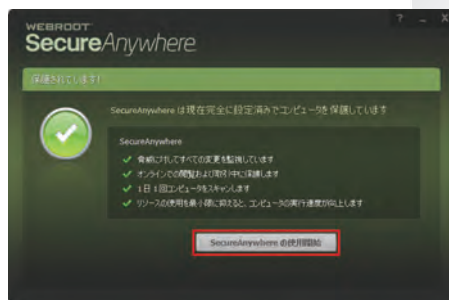 WEBROOT ? – X
SecureAnywhere
保護されています!
SecureAnywhere は現在完全に設定済みでコンピュータを保護しています
SecureAnywhere
✓ 脅威に対してすべての変更を監視しています
✓ オンラインでの閲覧および取引中に保護します
✓ 1日1回コンピュータをスキャンします
✓ リソースの使用を最小限に抑えると、コンピュータの実行速度が向上します
SecureAnywhere の使用開始